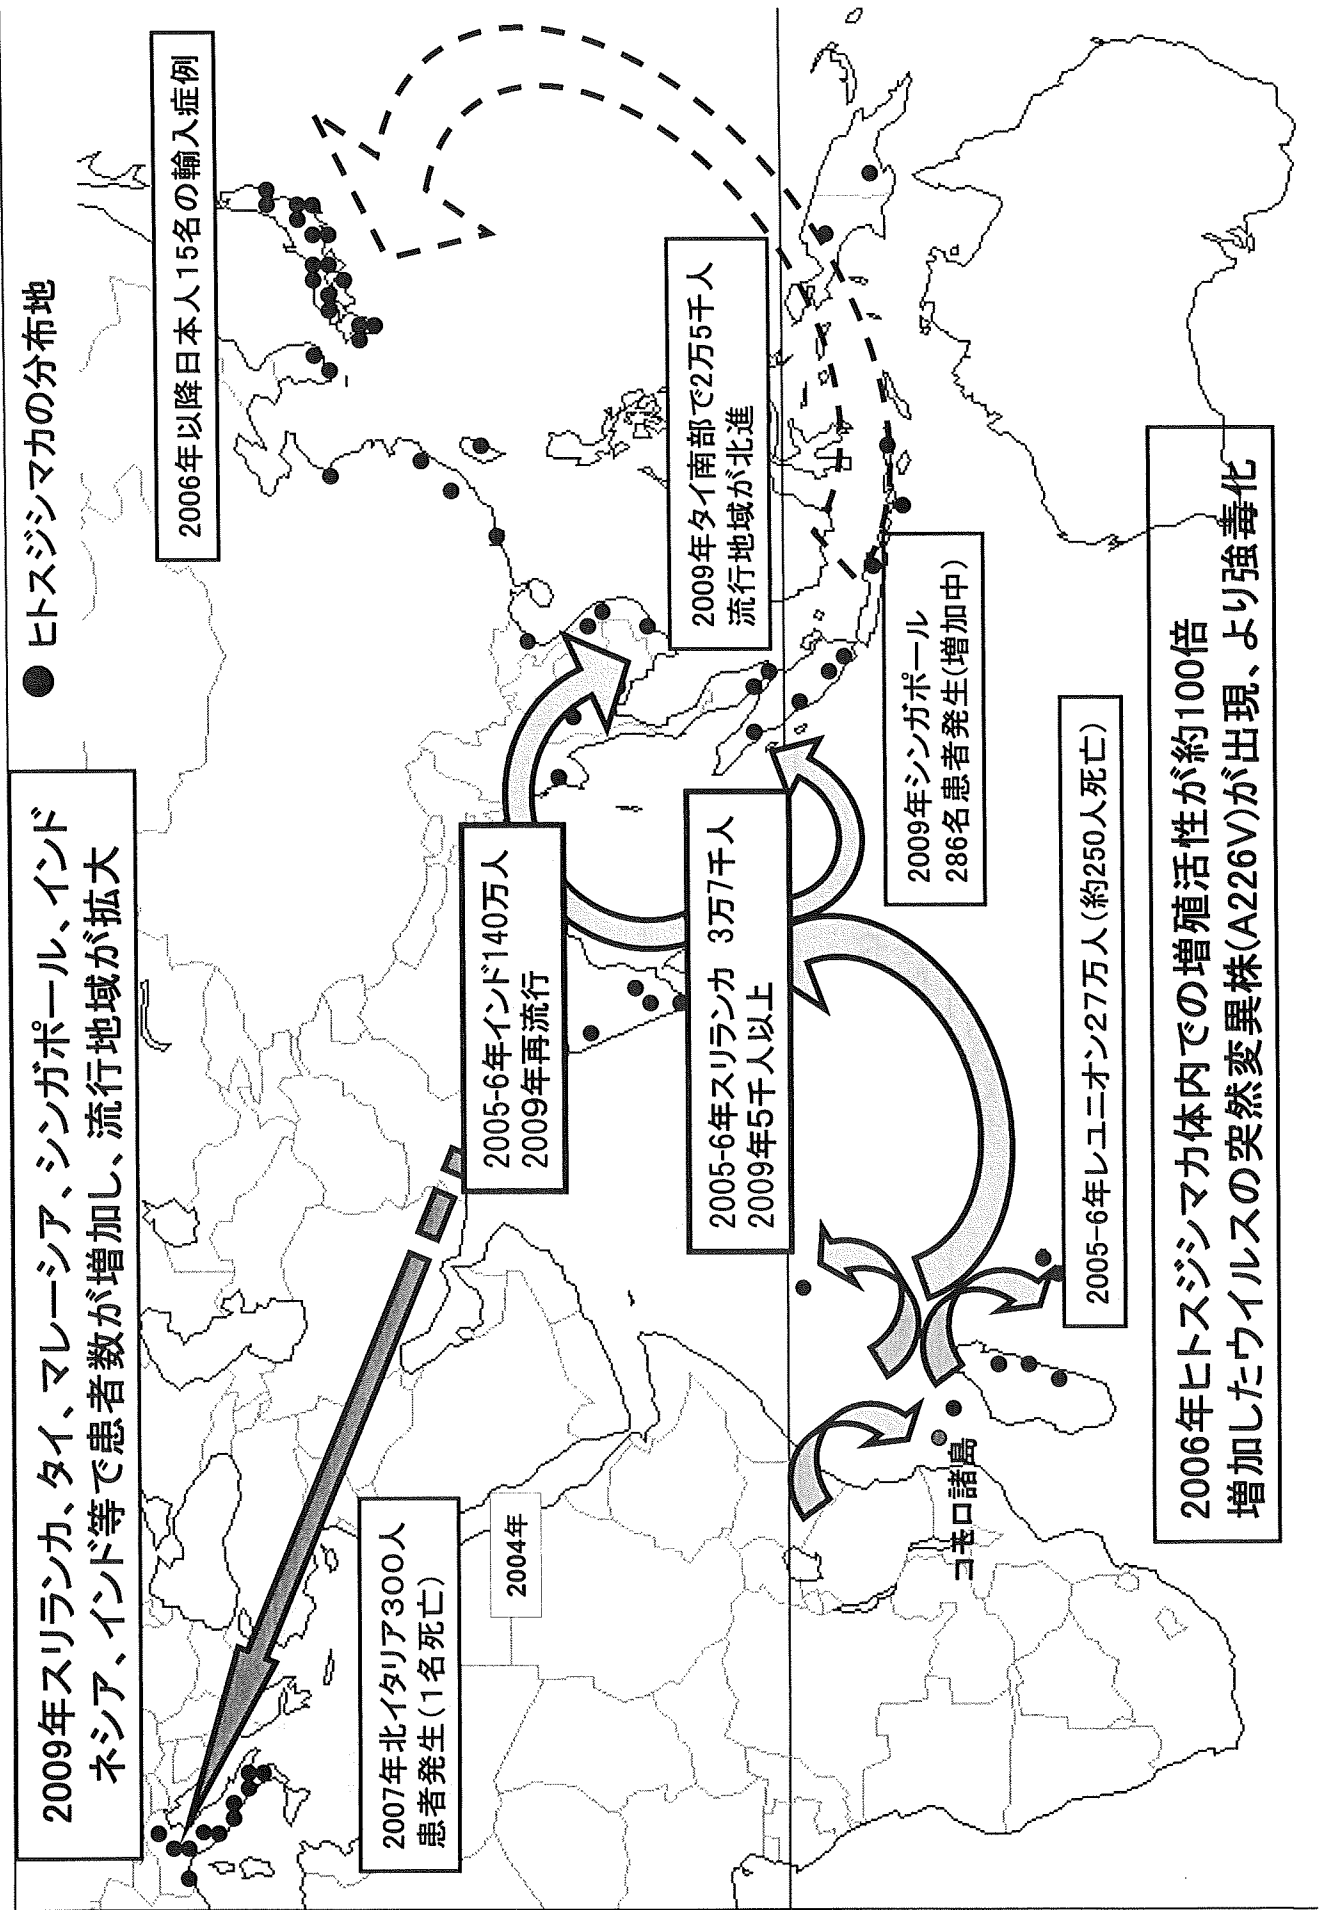 2009年スリランカ、タイ、マレーシア、シンガポール、インド
ネシア、インド等で患者数が増加し、流行地域が拡大
● ヒトスジシマカの分布地
2006年以降日本人15名の輸入症例
2007年北イタリア300人
患者発生(1名死亡)
2004年
2005-6年インド140万人
2009年再流行
2005-6年スリランカ 3万7千人
2009年5千人以上
2009年タイ南部で2万5千人
流行地域が北進
2009年シンガポール
286名患者発生(増加中)
コモロ諸島
2005-6年レユニオン27万人(約250人死亡)
2006年ヒトスジシマカ体内での増殖活性が約100倍
増加したウイルスの突然変異株(A226V)が出現、より強毒化